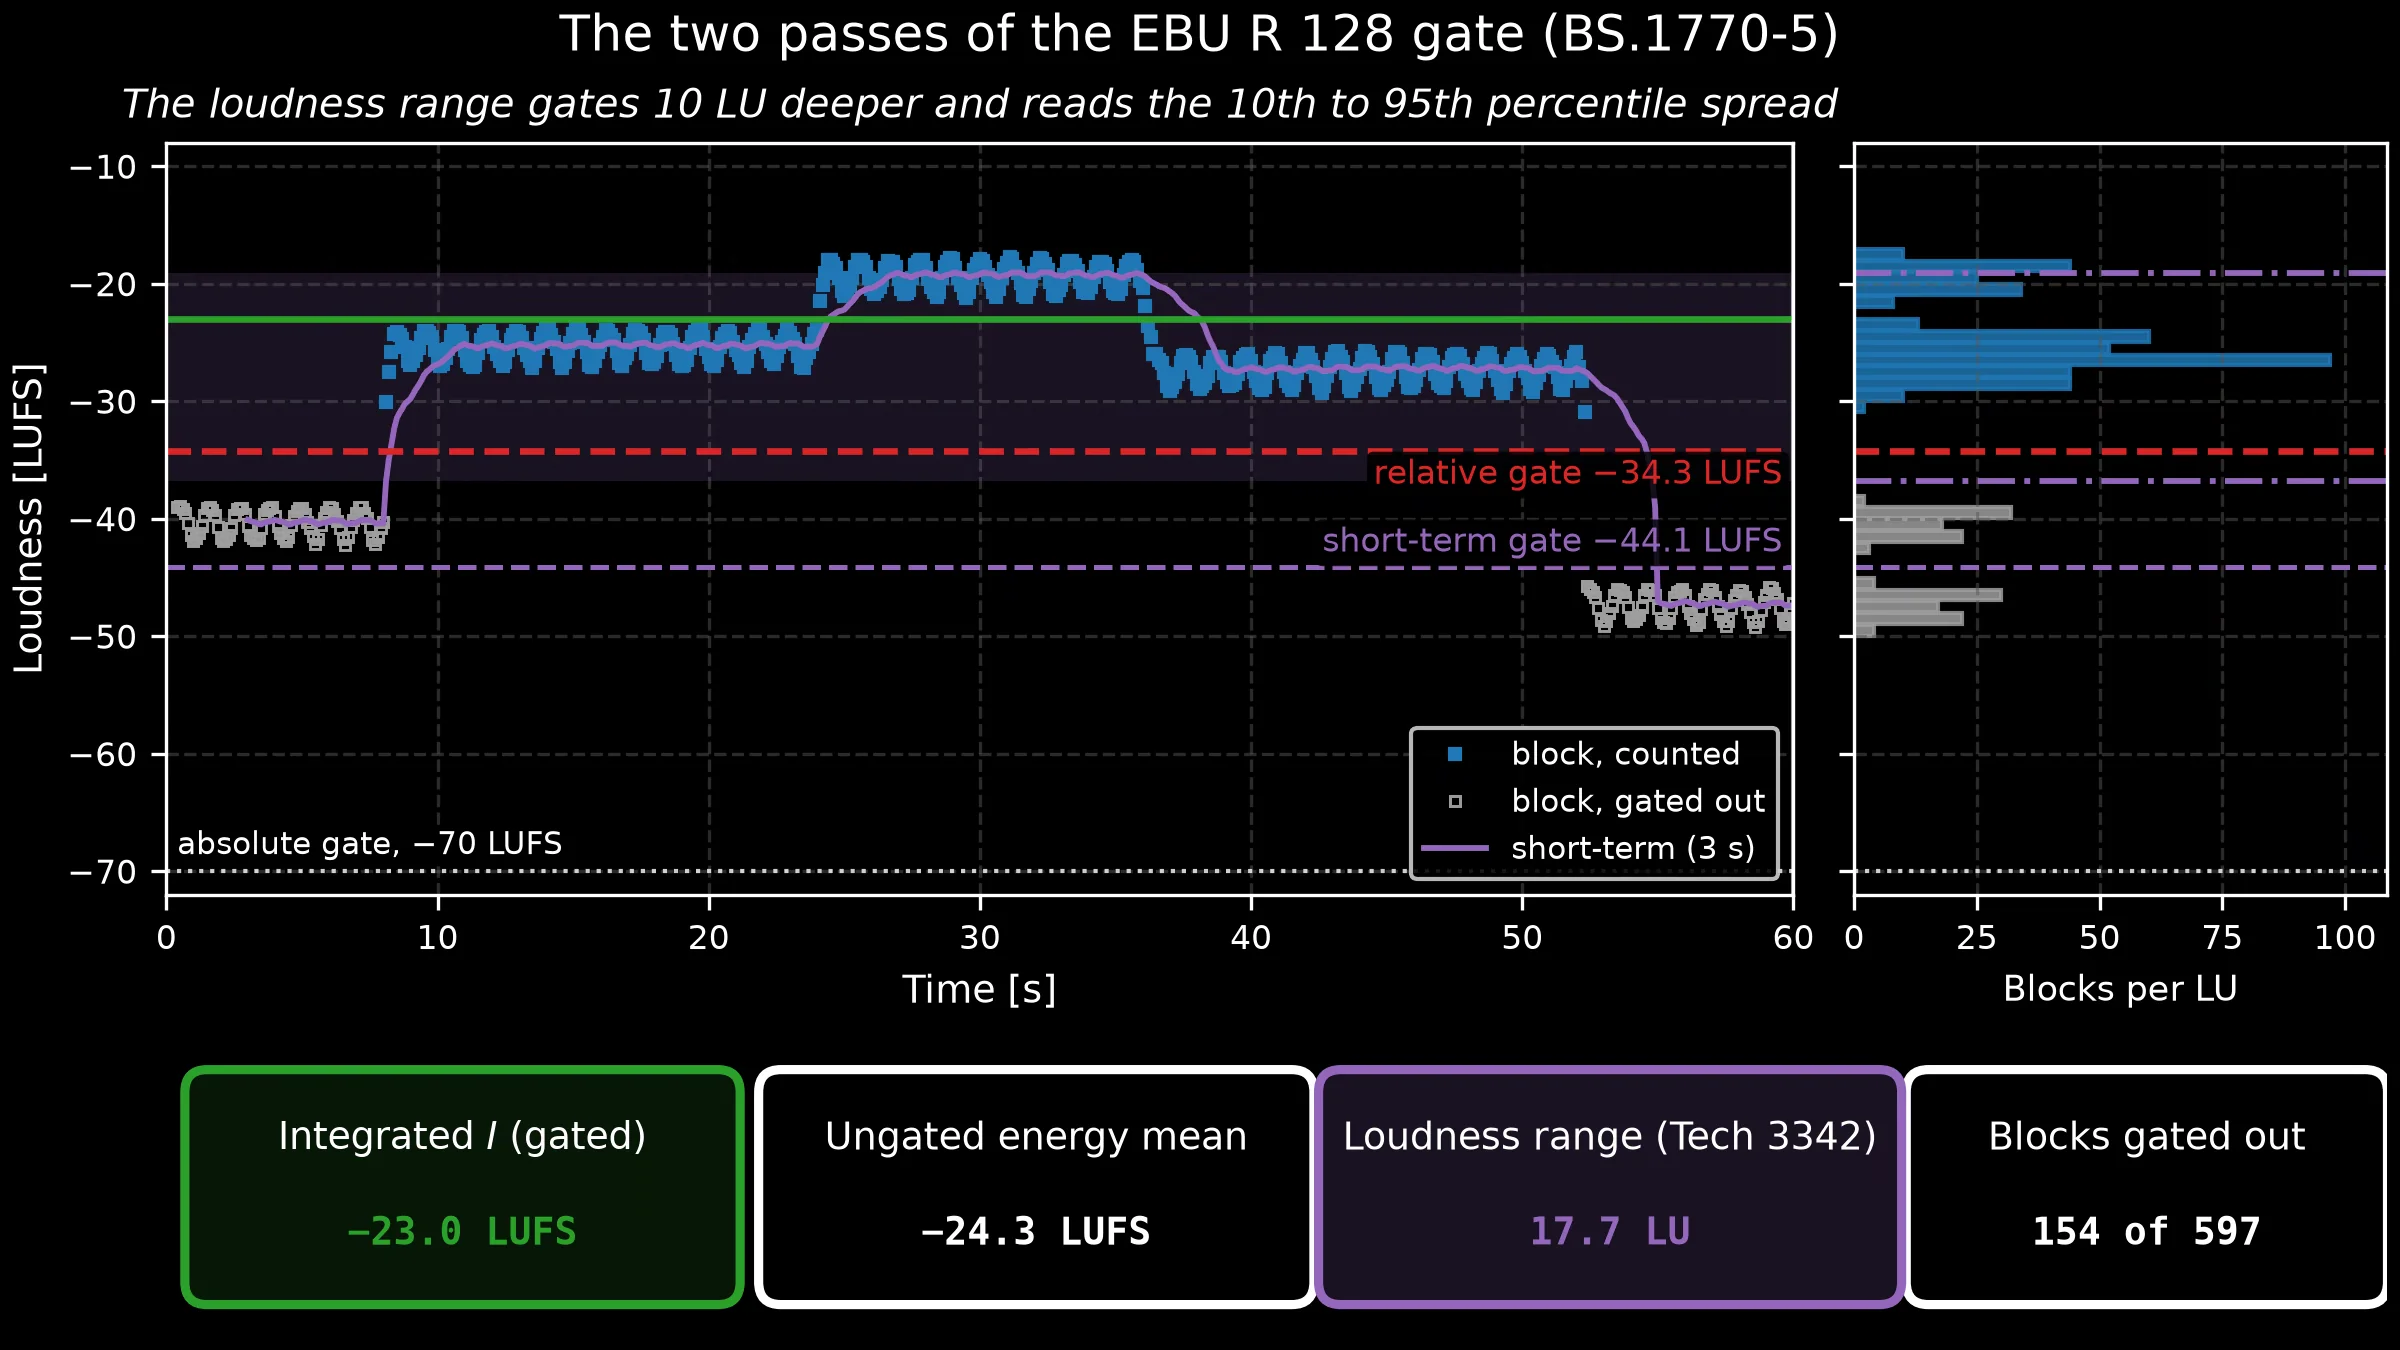 The two passes of the EBU R 128 gate (BS.1770-5)
The loudness range gates 10 LU deeper and reads the 10th to 95th percentile spread
Loudness [LUFS]
−10
−20
−30
−40
−50
−60
−70
relative gate −34.3 LUFS
short-term gate −44.1 LUFS
absolute gate, −70 LUFS
block, counted
block, gated out
short-term (3 s)
0 10 20 30 40 50 60
Time [s]
0 25 50 75 100
Blocks per LU
Integrated I (gated)
−23.0 LUFS
Ungated energy mean
−24.3 LUFS
Loudness range (Tech 3342)
17.7 LU
Blocks gated out
154 of 597